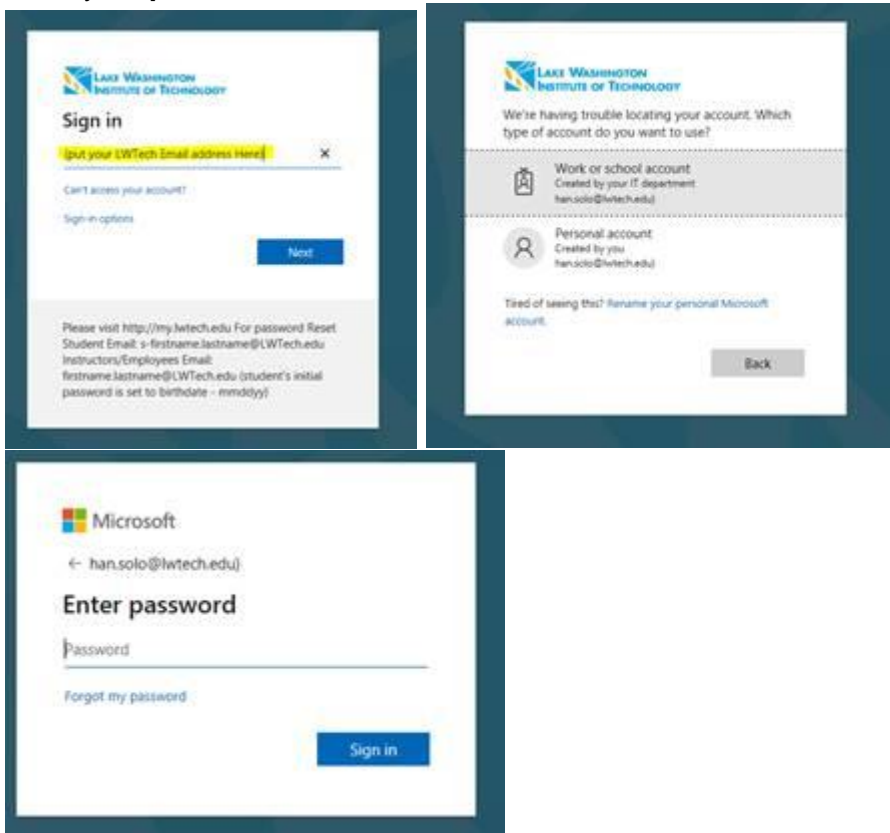 LAKE WASHINGTON
INSTITUTE OF TECHNOLOGY
Sign in
(put your LWTech Email address Here)
Can't access your account?
Sign-in options
Next
Please visit http://my.lwtech.edu For password Reset
Student Email: s-firstname.lastname@LWTech.edu
Instructors/Employees Email:
firstname.lastname@LWTech.edu (student's initial
password is set to birthdate - mmddyy)
LAKE WASHINGTON
INSTITUTE OF TECHNOLOGY
We're having trouble locating your account. Which
type of account do you want to use?
Work or school account
Created by your IT department
han.solo@lwtech.edu)
Personal account
Created by you
han.solo@lwtech.edu)
Tired of seeing this? Rename your personal Microsoft
account.
Back
Microsoft
← han.solo@lwtech.edu)
Enter password
Password
Forgot my password
Sign in